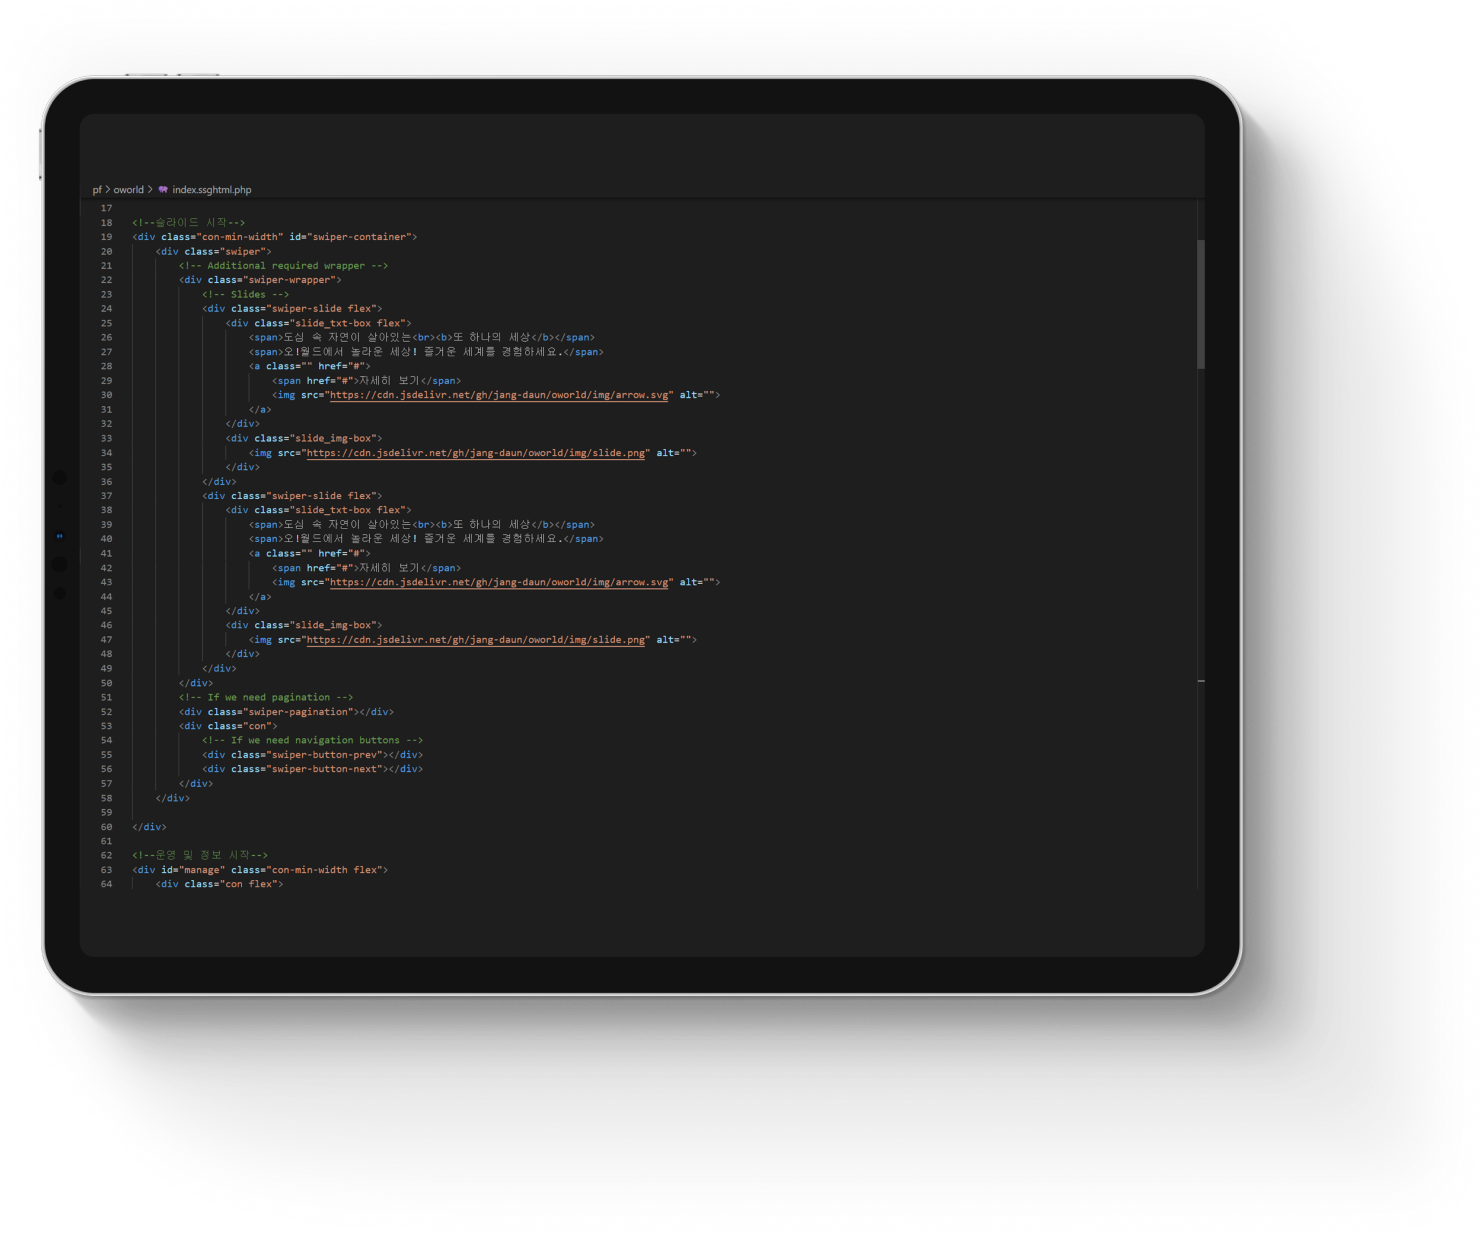 pf > oworld > index.ssghtml.php
17
18 <!--슬라이드 시작-->
19 <div class="con-min-width" id="swiper-container">
20 <div class="swiper">
21 <!-- Additional required wrapper -->
22 <div class="swiper-wrapper">
23 <!-- Slides -->
24 <div class="swiper-slide flex">
25 <div class="slide_txt-box flex">
26 <span>도심 속 자연이 살아있는<br><b>또 하나의 세상</b></span>
27 <span>오!월드에서 놀라운 세상! 즐거운 세계를 경험하세요.</span>
28 <a class="" href="#">
29 <span href="#">자세히 보기</span>
30 <img src="https://cdn.jsdelivr.net/gh/jang-daun/oworld/img/arrow.svg" alt="">
31 </a>
32 </div>
33 <div class="slide_img-box">
34 <img src="https://cdn.jsdelivr.net/gh/jang-daun/oworld/img/slide.png" alt="">
35 </div>
36 </div>
37 <div class="swiper-slide flex">
38 <div class="slide_txt-box flex">
39 <span>도심 속 자연이 살아있는<br><b>또 하나의 세상</b></span>
40 <span>오!월드에서 놀라운 세상! 즐거운 세계를 경험하세요.</span>
41 <a class="" href="#">
42 <span href="#">자세히 보기</span>
43 <img src="https://cdn.jsdelivr.net/gh/jang-daun/oworld/img/arrow.svg" alt="">
44 </a>
45 </div>
46 <div class="slide_img-box">
47 <img src="https://cdn.jsdelivr.net/gh/jang-daun/oworld/img/slide.png" alt="">
48 </div>
49 </div>
50 </div>
51 <!-- If we need pagination -->
52 <div class="swiper-pagination"></div>
53 <div class="con">
54 <!-- If we need navigation buttons -->
55 <div class="swiper-button-prev"></div>
56 <div class="swiper-button-next"></div>
57 </div>
58 </div>
59
60 </div>
61
62 <!--운영 및 정보 시작-->
63 <div id="manage" class="con-min-width flex">
64 <div class="con flex">